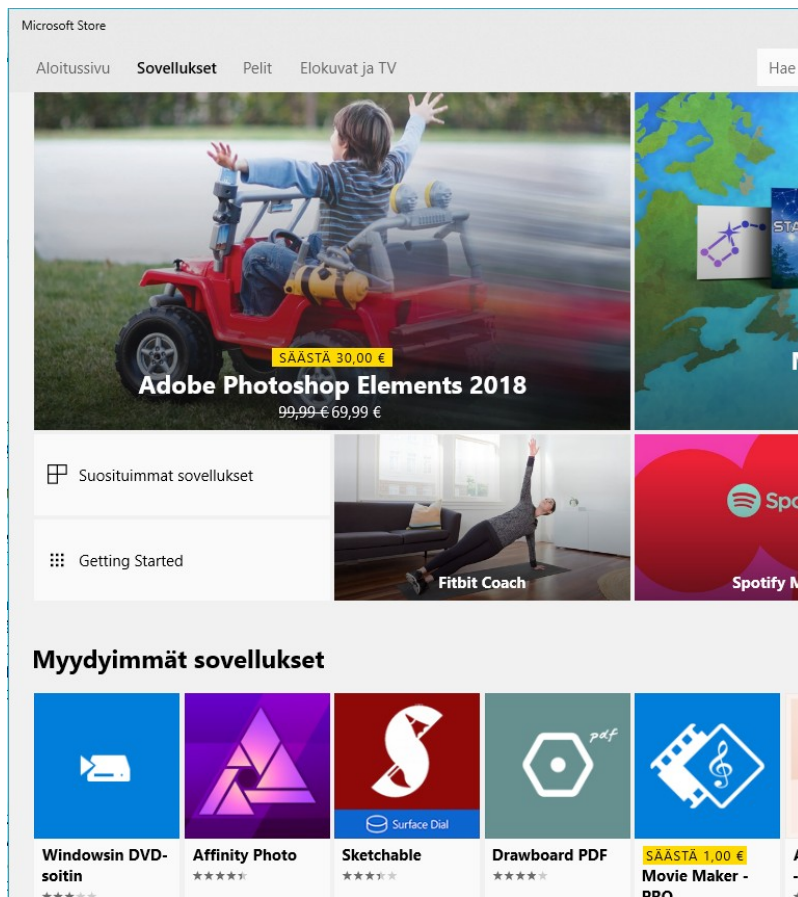 Microsoft Store
Aloitussivu Sovellukset Pelit Elokuvat ja TV Hae
SÄÄSTÄ 30,00 €
Adobe Photoshop Elements 2018
99,99 € 69,99 €
Suosituimmat sovellukset
Getting Started
Fitbit Coach
Spotify
Myydyimmät sovellukset
pdf
Surface Dial
Windowsin DVD-
soitin
Affinity Photo
Sketchable
Drawboard PDF
SÄÄSTÄ 1,00 €
Movie Maker -
PRO